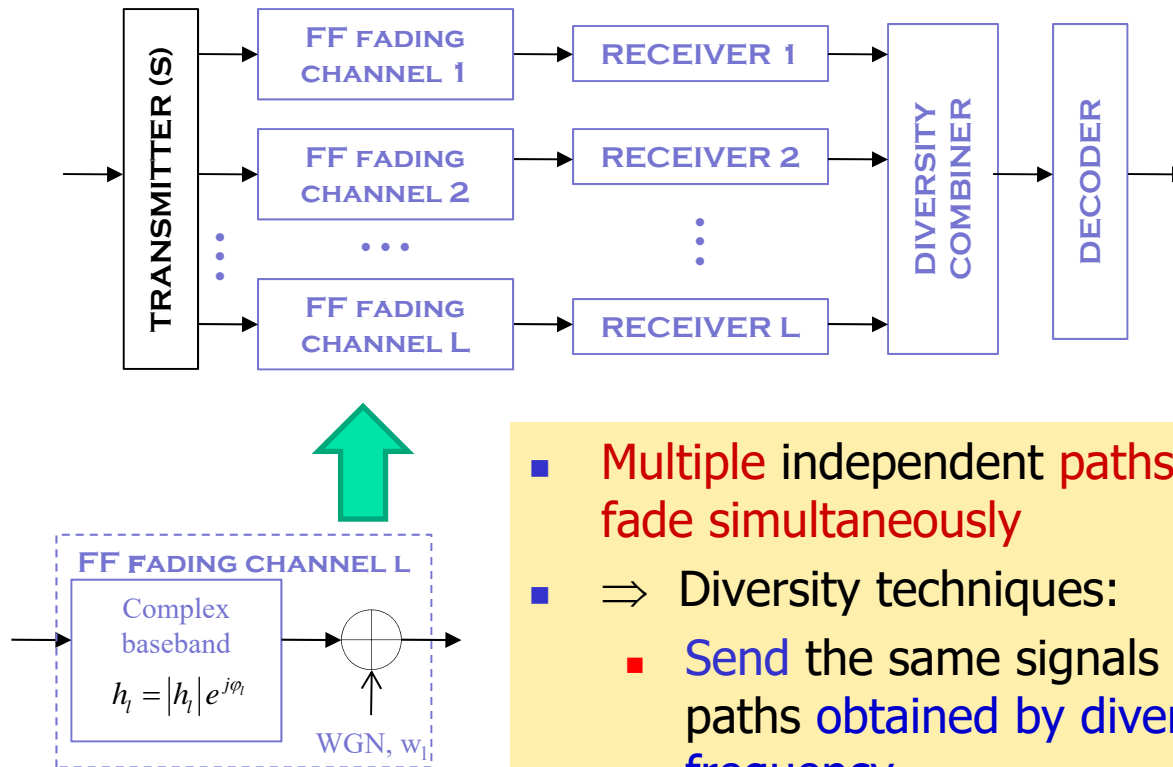 TRANSMITTER (S)
FF FADING
CHANNEL 1
RECEIVER 1
FF FADING
CHANNEL 2
RECEIVER 2
FF FADING
CHANNEL L
RECEIVER L
DIVERSITY
COMBINER
DECODER
FF FADING CHANNEL L
Complex
baseband
h_l = |h_l| e^{jφ_l}
WGN, w_l
Multiple independent paths
fade simultaneously
⇒ Diversity techniques:
Send the same signals
paths obtained by diver